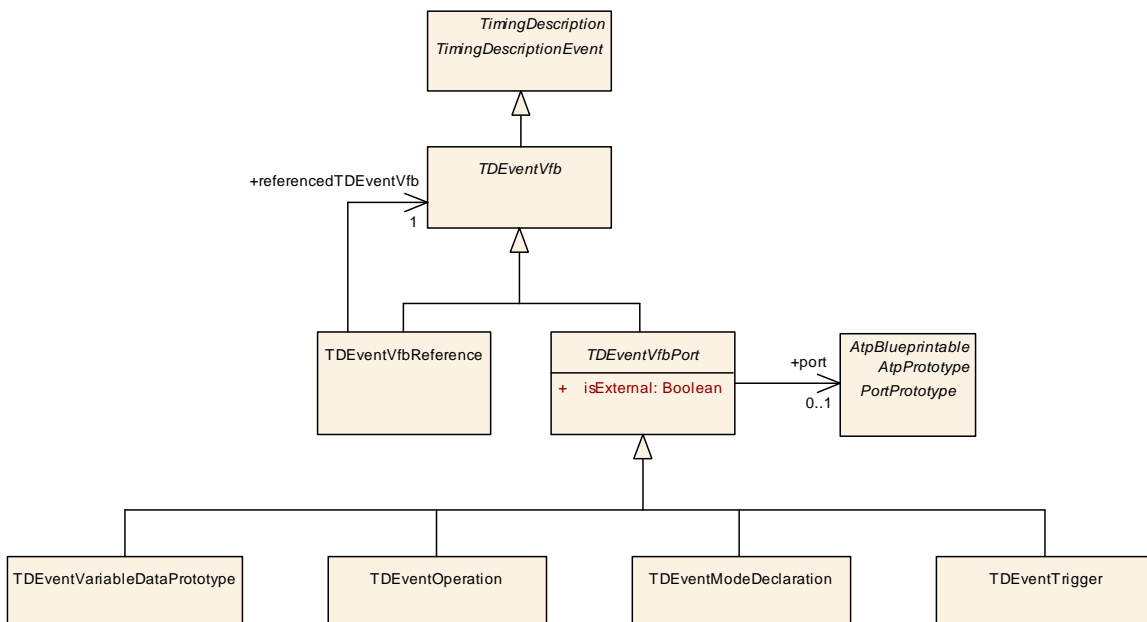 TimingDescription
TimingDescriptionEvent
TDEventVfb
+referencedTDEventVfb
1
TDEventVfbReference
TDEventVfbPort
+ isExternal: Boolean
+port
0..1
AtpBlueprintable
AtpPrototype
PortPrototype
TDEventVariableDataPrototype
TDEventOperation
TDEventModeDeclaration
TDEventTrigger